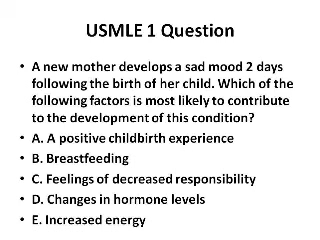 USMLE 1 Question
• A new mother develops a sad mood 2 days
following the birth of her child. Which of the
following factors is most likely to contribute
to the development of this condition?
• A. A positive childbirth experience
• B. Breastfeeding
• C. Feelings of decreased responsibility
• D. Changes in hormone levels
• E. Increased energy